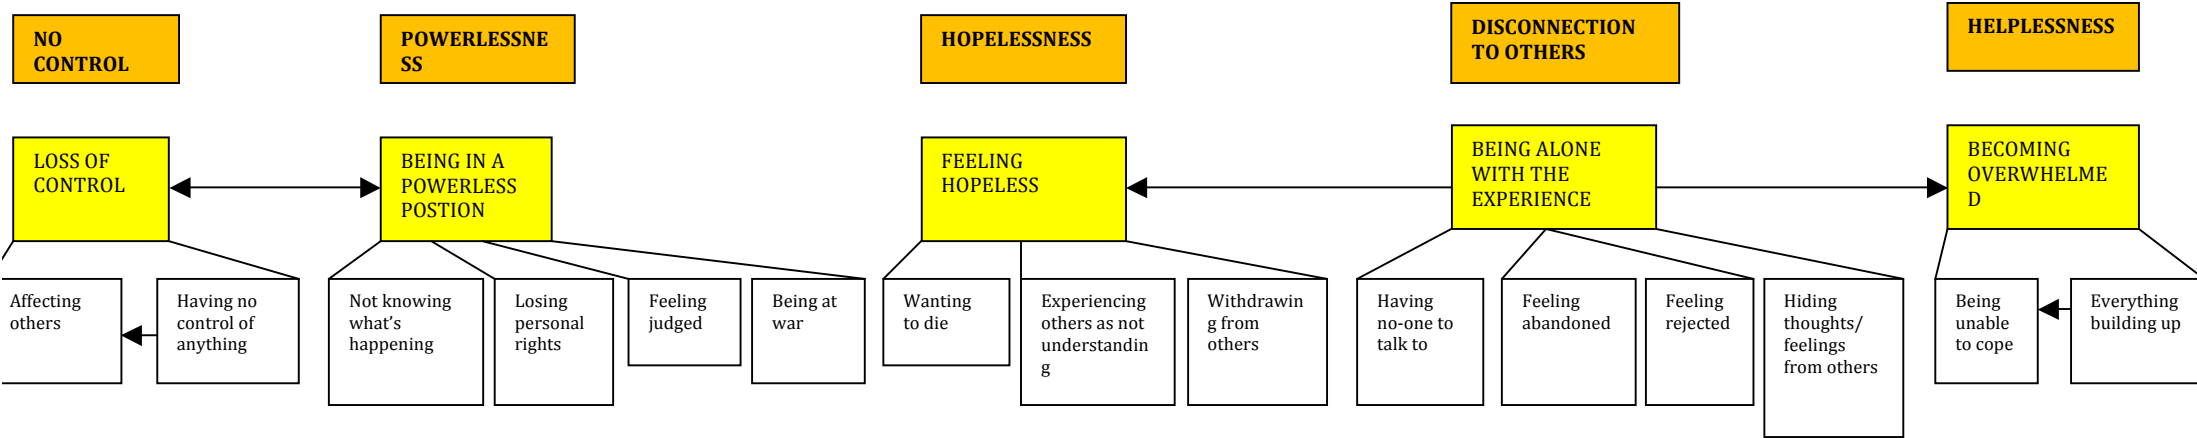 NO
CONTROL
POWERLESSNE
SS
HOPELESSNESS
DISCONNECTION
TO OTHERS
HELPLESSNESS
LOSS OF
CONTROL
BEING IN A
POWERLESS
POSTION
FEELING
HOPELESS
BEING ALONE
WITH THE
EXPERIENCE
BECOMING
OVERWHELME
D
Affecting
others
Having no
control of
anything
Not knowing
what's
happening
Losing
personal
rights
Feeling
judged
Being at
war
Wanting
to die
Experiencing
others as not
understandin
g
Withdrawin
g from
others
Having
no-one to
talk to
Feeling
abandoned
Feeling
rejected
Hiding
thoughts/
feelings
from others
Being
unable
to cope
Everything
building up